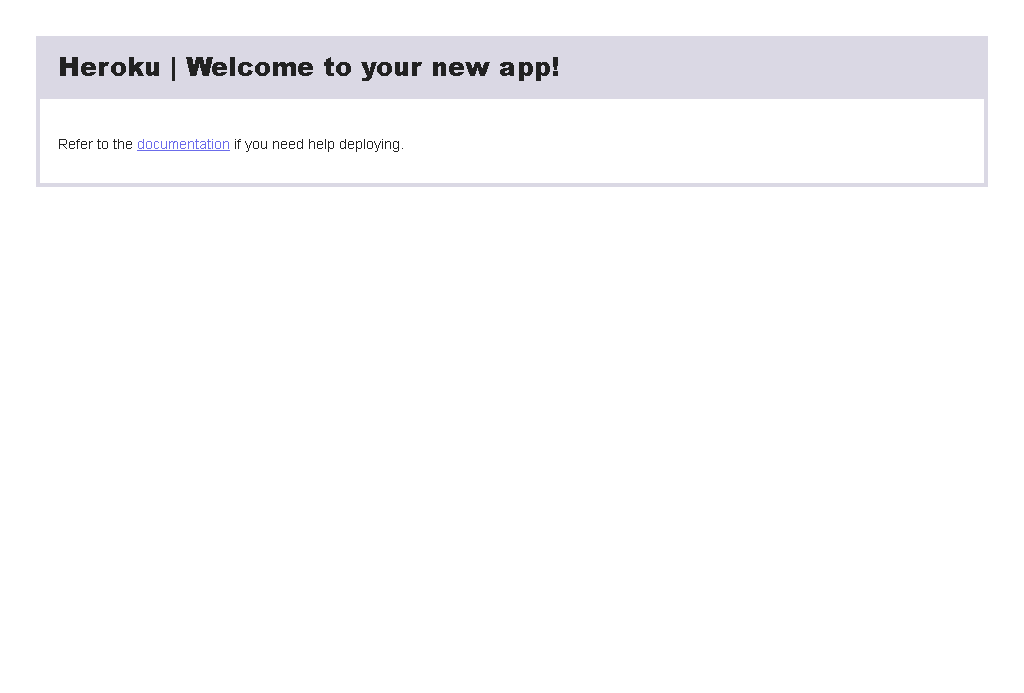 Heroku | Welcome to your new app!
Refer to the documentation if you need help deploying.